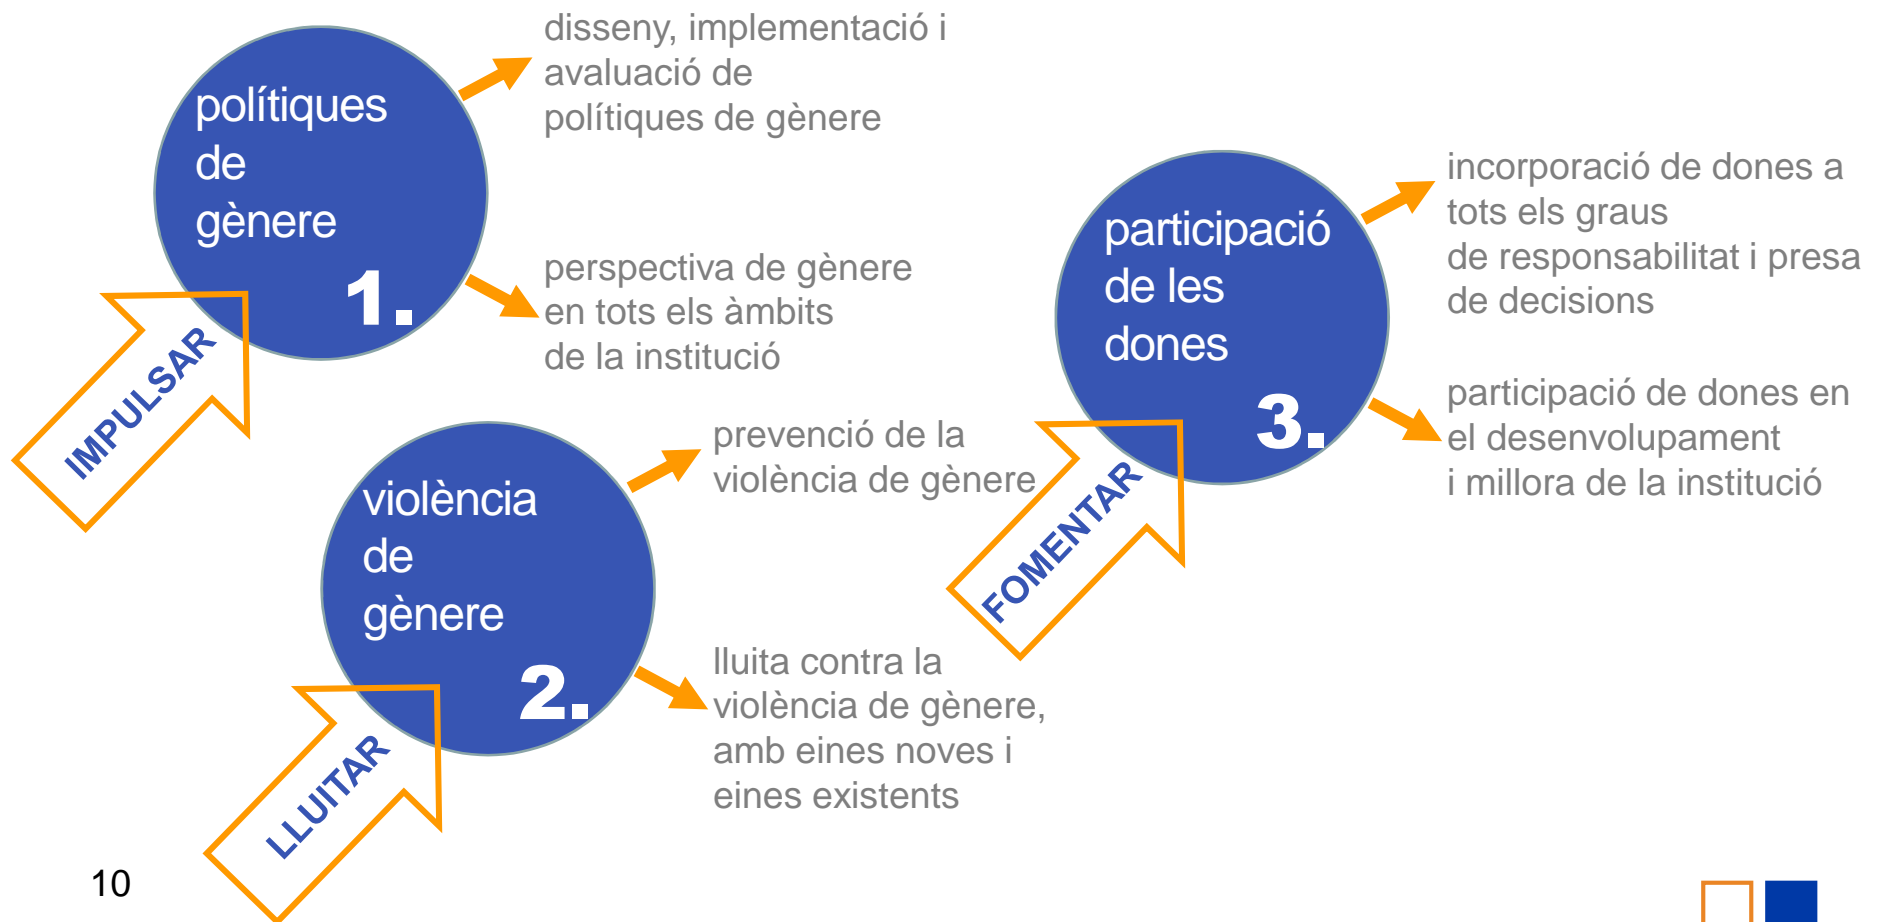 disseny, implementació i
avaluació de
polítiques de gènere
polítiques
de
gènere
1.
IMPULSAR
perspectiva de gènere
en tots els àmbits
de la institució
prevenció de la
violència de gènere
violència
de
gènere
2.
LLUITAR
lluita contra la
violència de gènere,
amb eines noves i
eines existents
incorporació de dones a
tots els graus
de responsabilitat i presa
de decisions
participació
de les
dones
3.
FOMENTAR
participació de dones en
el desenvolupament
i millora de la institució
10